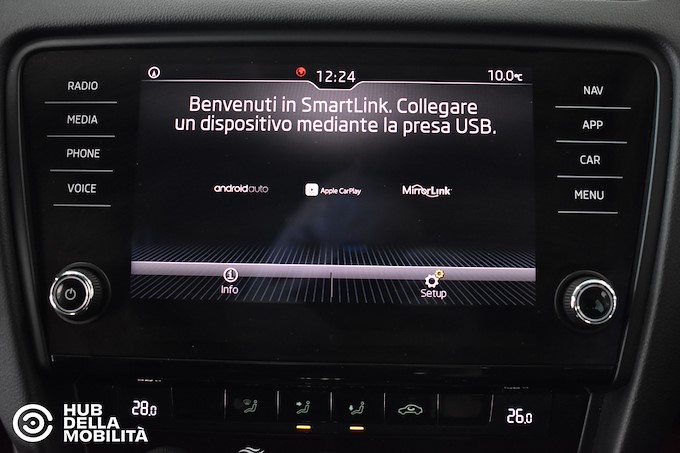 12:24
10.0°C
RADIO
MEDIA
PHONE
VOICE
Benvenuti in SmartLink. Collegare
un dispositivo mediante la presa USB.
androidauto
Apple CarPlay
MirrorLink
Info
Setup
NAV
APP
CAR
MENU
28.0
26.0
HUB
DELLA
MOBILITÀ